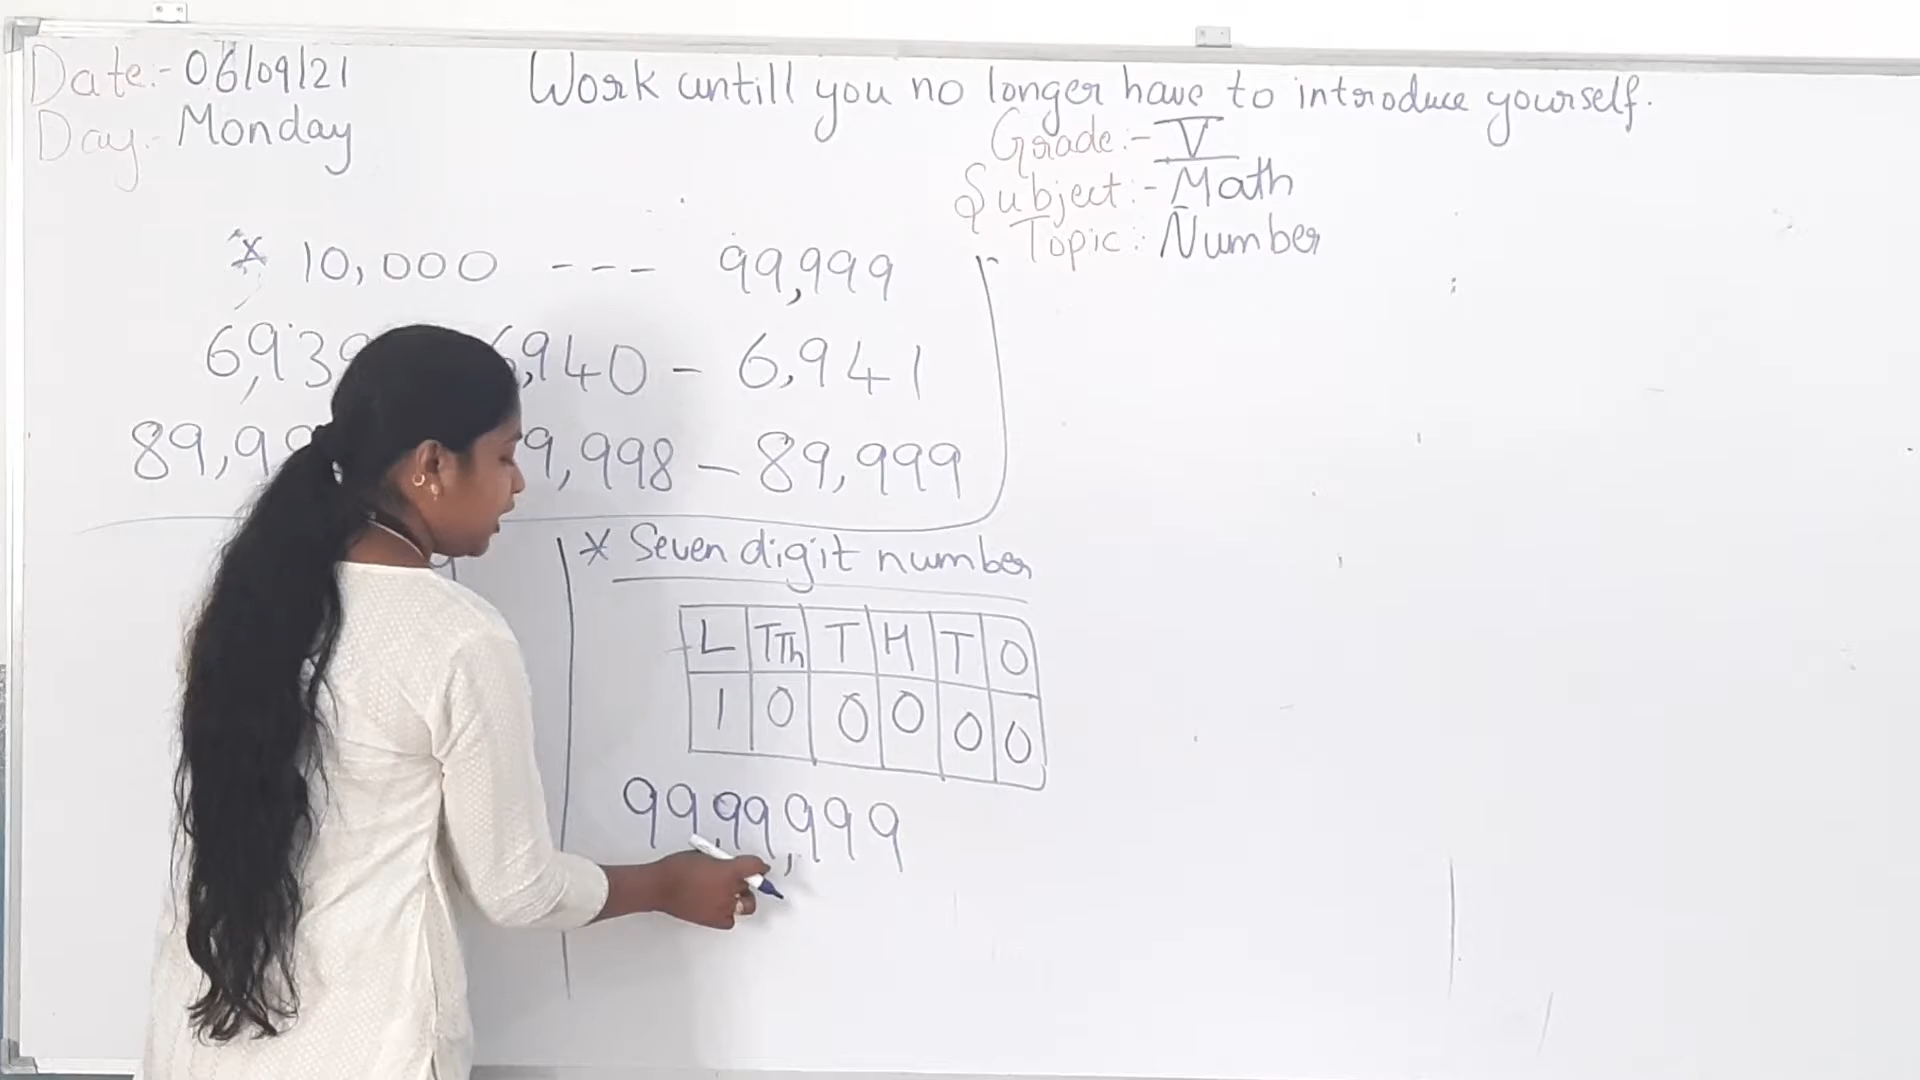 Date:- 06/09/21
Day:- Monday
Work untill you no longer have to introduce yourself.
Grade:- V
Subject:- Math
Topic:- Number
* 10,000 --- 99,999
6,940 - 6,941
89,999
* Seven digit number
L TTh T H T O
1 0 0 0 0 0
99,99,999